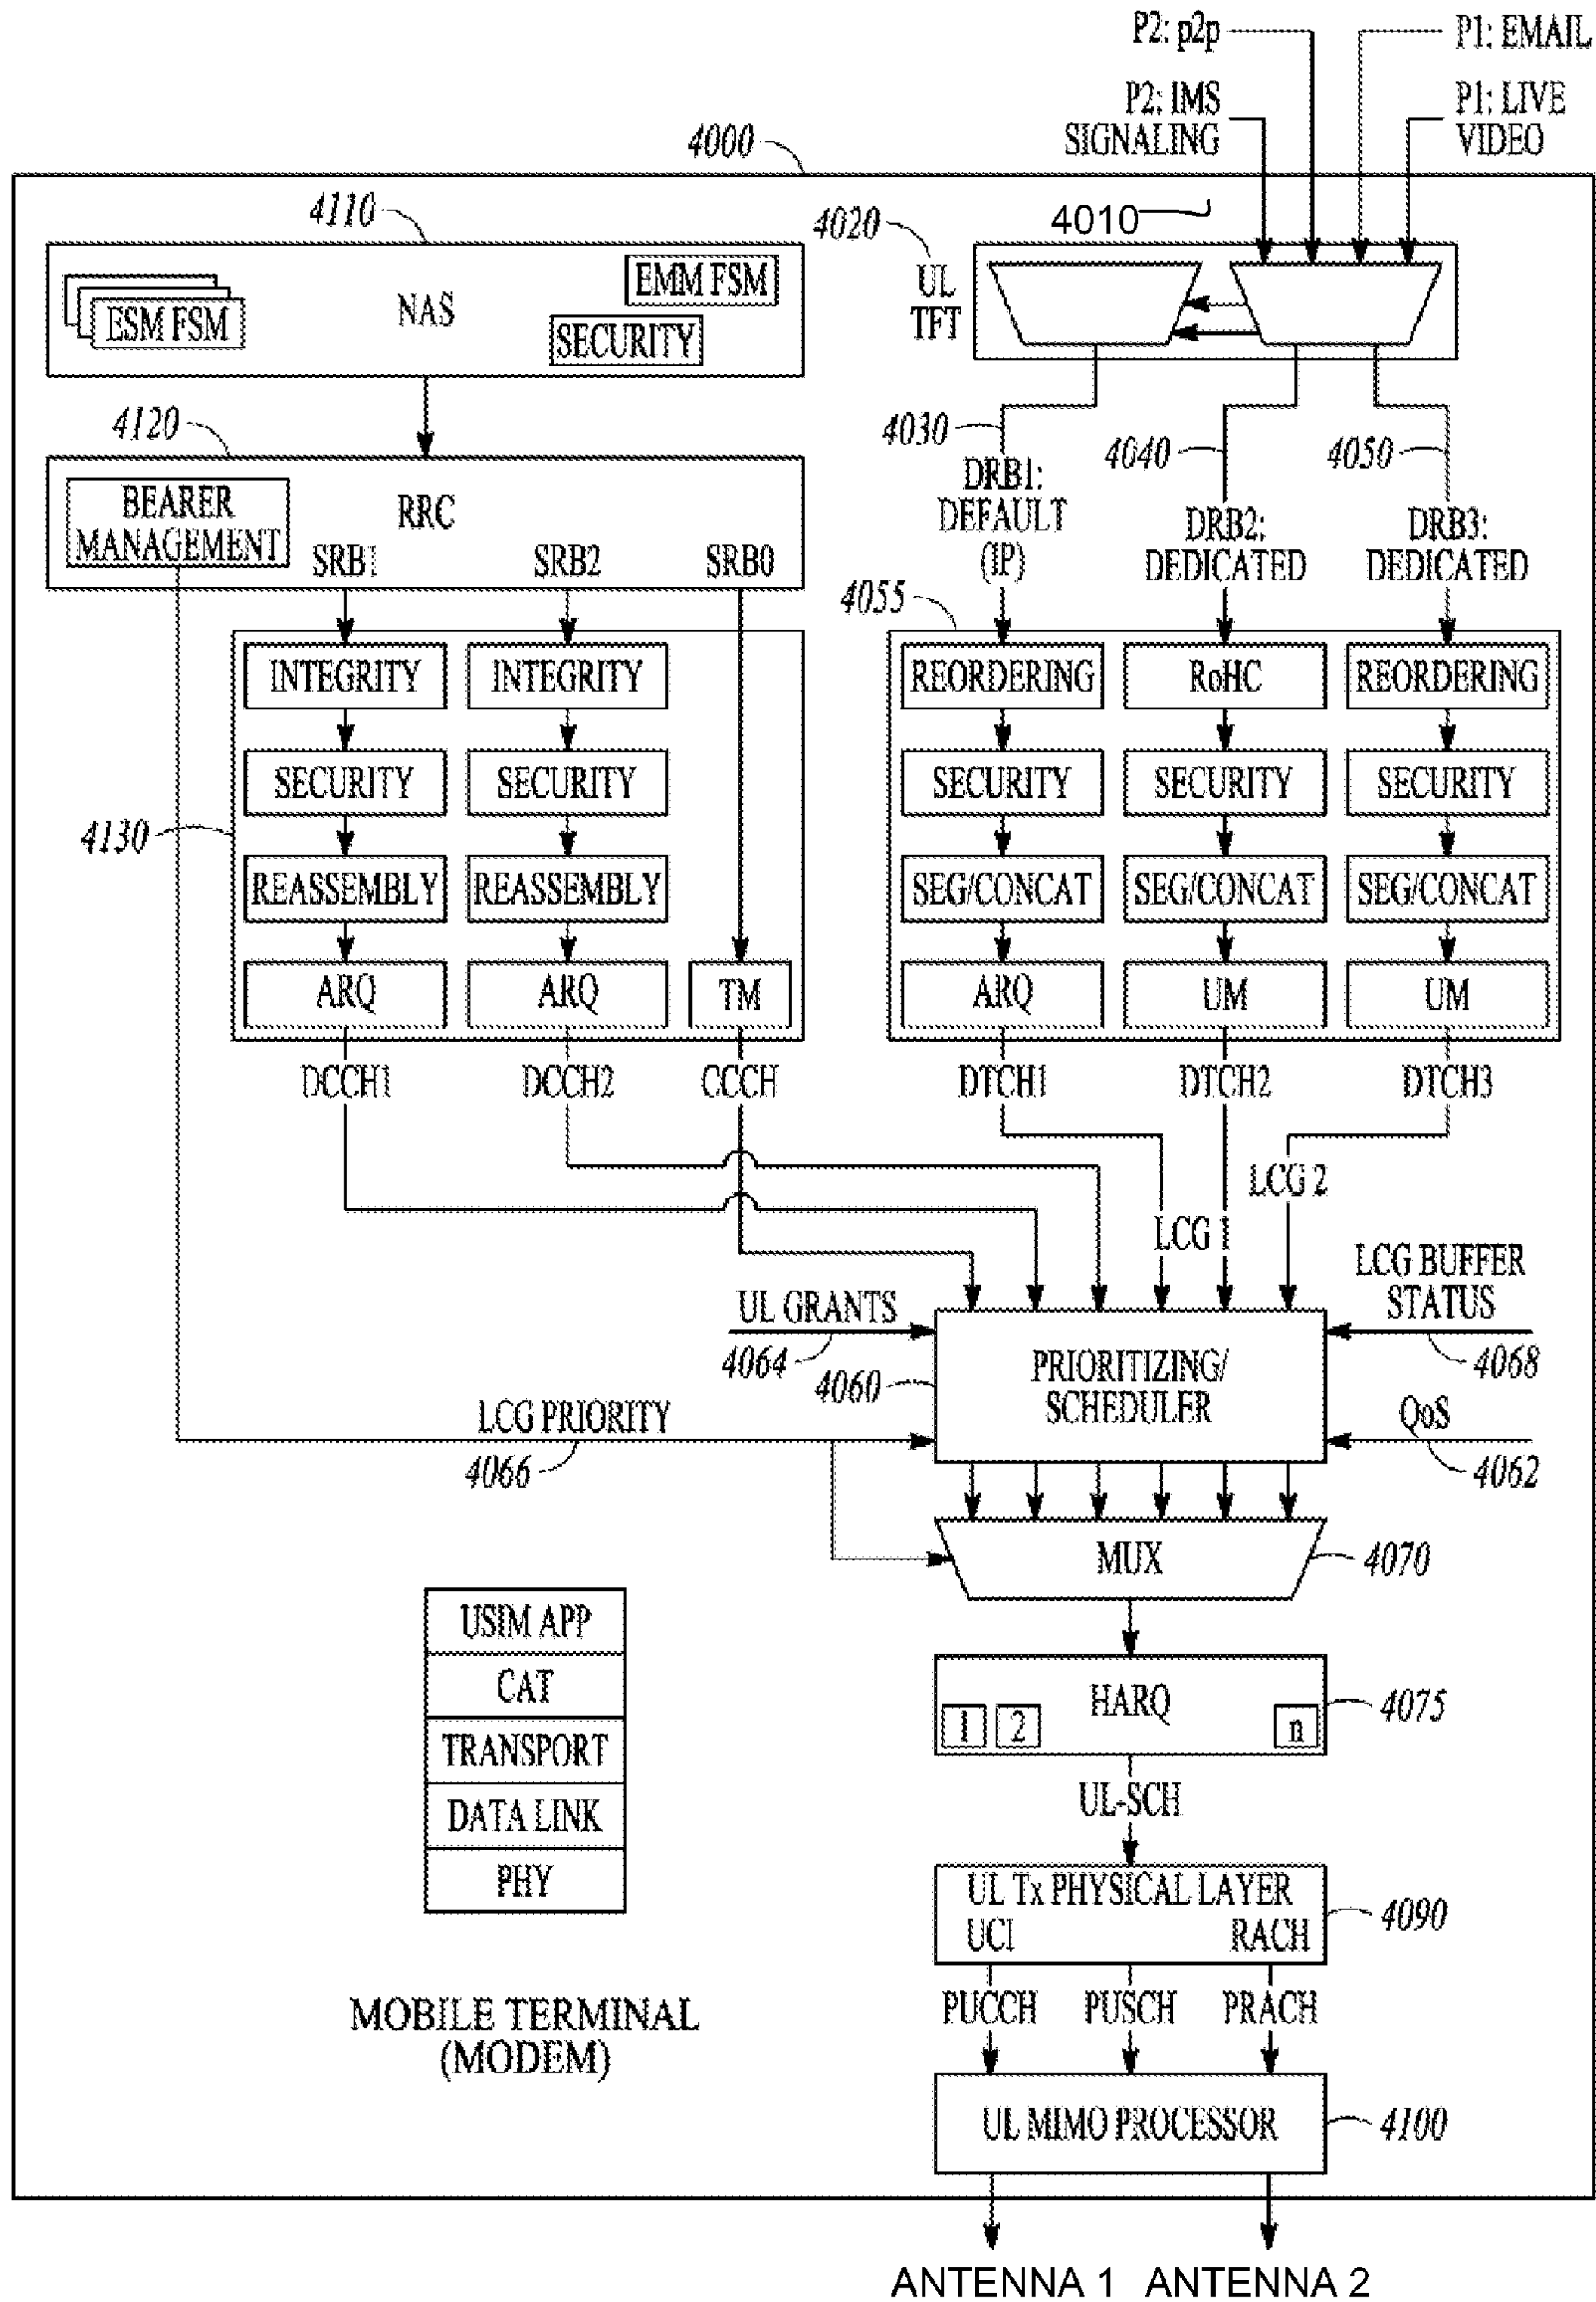 P2: p2p
P1: EMAIL
P2: IMS
SIGNALING
P1: LIVE
VIDEO
4000
4110
4020
4010
UL
TFT
ESM FSM
NAS
EMM FSM
SECURITY
4120
BEARER
MANAGEMENT
RRC
SRB1
SRB2
SRB0
4030
4040
4050
DRB1:
DEFAULT
(IP)
DRB2:
DEDICATED
DRB3:
DEDICATED
4055
4130
INTEGRITY
INTEGRITY
SECURITY
SECURITY
REASSEMBLY
REASSEMBLY
ARQ
ARQ
TM
REORDERING
RoHC
REORDERING
SECURITY
SECURITY
SECURITY
SEG/CONCAT
SEG/CONCAT
SEG/CONCAT
ARQ
UM
UM
DCCH1
DCCH2
CCCH
DTCH1
DTCH2
DTCH3
LCG 1
LCG 2
UL GRANTS
4064
4060
PRIORITIZING/
SCHEDULER
LCG BUFFER
STATUS
4068
LCG PRIORITY
4066
QoS
4062
MUX
4070
HARQ
1
2
n
4075
UL-SCH
UL Tx PHYSICAL LAYER
UCI
RACH
4090
PUCCH
PUSCH
PRACH
UL MIMO PROCESSOR
4100
USIM APP
CAT
TRANSPORT
DATA LINK
PHY
MOBILE TERMINAL
(MODEM)
ANTENNA 1
ANTENNA 2